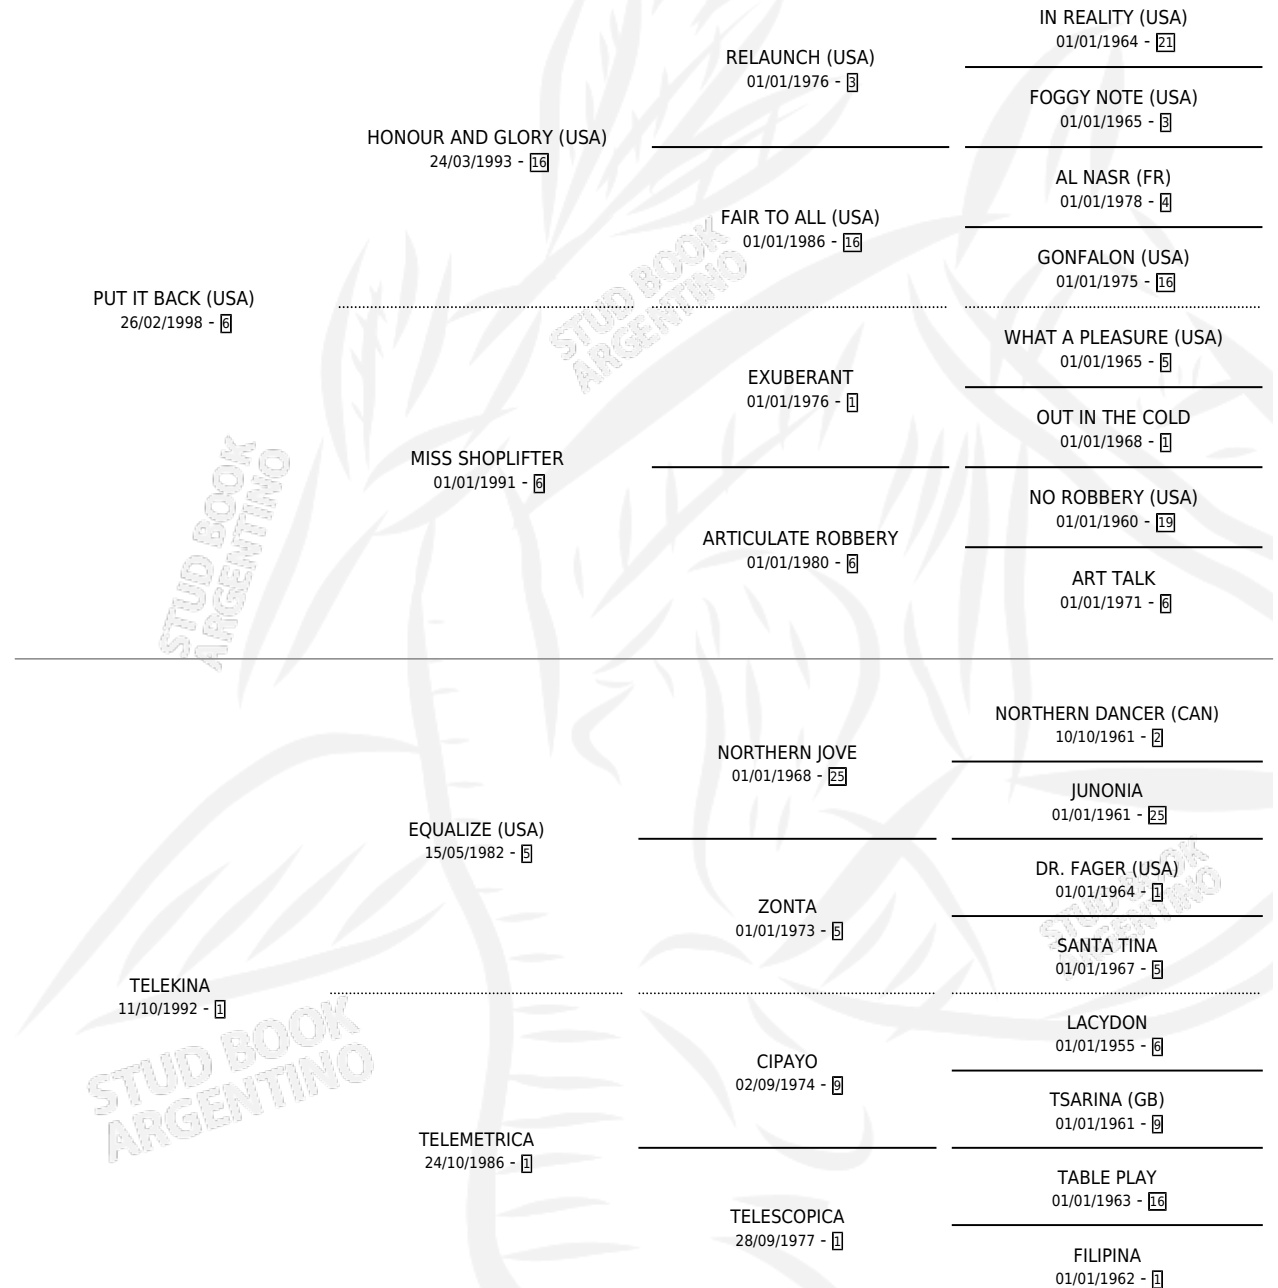 IN REALITY (USA)
01/01/1964 - 21
RELAUNCH (USA)
01/01/1976 - 3
FOGGY NOTE (USA)
01/01/1965 - 3
HONOUR AND GLORY (USA)
24/03/1993 - 16
AL NASR (FR)
01/01/1978 - 4
FAIR TO ALL (USA)
01/01/1986 - 16
GONFALON (USA)
01/01/1975 - 16
PUT IT BACK (USA)
26/02/1998 - 6
STUD BOOK
ARGENTINO
WHAT A PLEASURE (USA)
01/01/1965 - 5
EXUBERANT
01/01/1976 - 1
OUT IN THE COLD
01/01/1968 - 1
MISS SHOPLIFTER
01/01/1991 - 6
NO ROBBERY (USA)
01/01/1960 - 19
ARTICULATE ROBBERY
01/01/1980 - 6
ART TALK
01/01/1971 - 6
STUD BOOK
ARGENTINO
NORTHERN DANCER (CAN)
10/10/1961 - 2
NORTHERN JOVE
01/01/1968 - 25
JUNONIA
01/01/1961 - 25
EQUALIZE (USA)
15/05/1982 - 5
DR. FAGER (USA)
01/01/1964 - 1
ZONTA
01/01/1973 - 5
SANTA TINA
01/01/1967 - 5
STUD BOOK
ARGENTINO
TELEKINA
11/10/1992 - 1
LACYDON
01/01/1955 - 6
CIPAYO
02/09/1974 - 9
TSARINA (GB)
01/01/1961 - 9
STUD BOOK
ARGENTINO
TELEMETRICA
24/10/1986 - 1
TABLE PLAY
01/01/1963 - 16
TELESCOPICA
28/09/1977 - 1
FILIPINA
01/01/1962 - 1